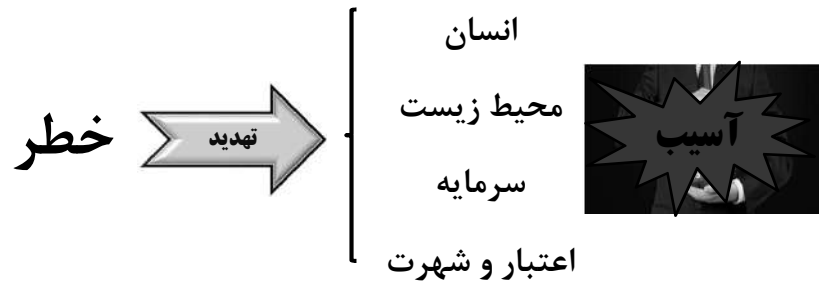 خطر
تهدید
انسان
محیط زیست
سرمایه
اعتبار و شهرت
آسیب